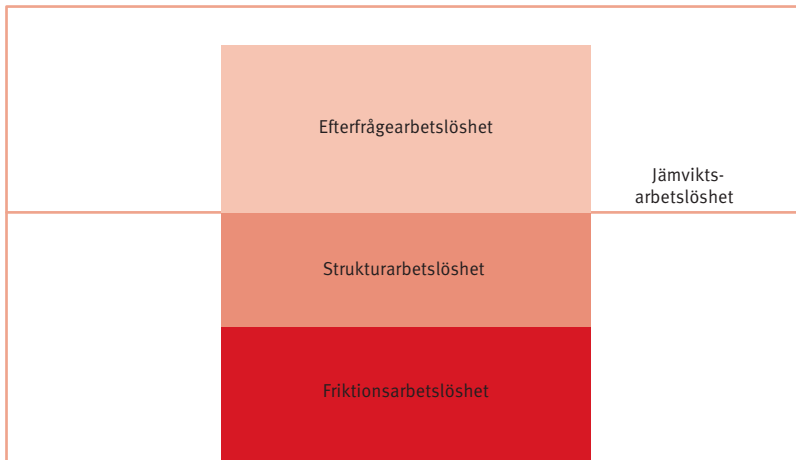 Efterfrågearbetslöshet
Jämvikts-
arbetslöshet
Strukturarbetslöshet
Friktionsarbetslöshet